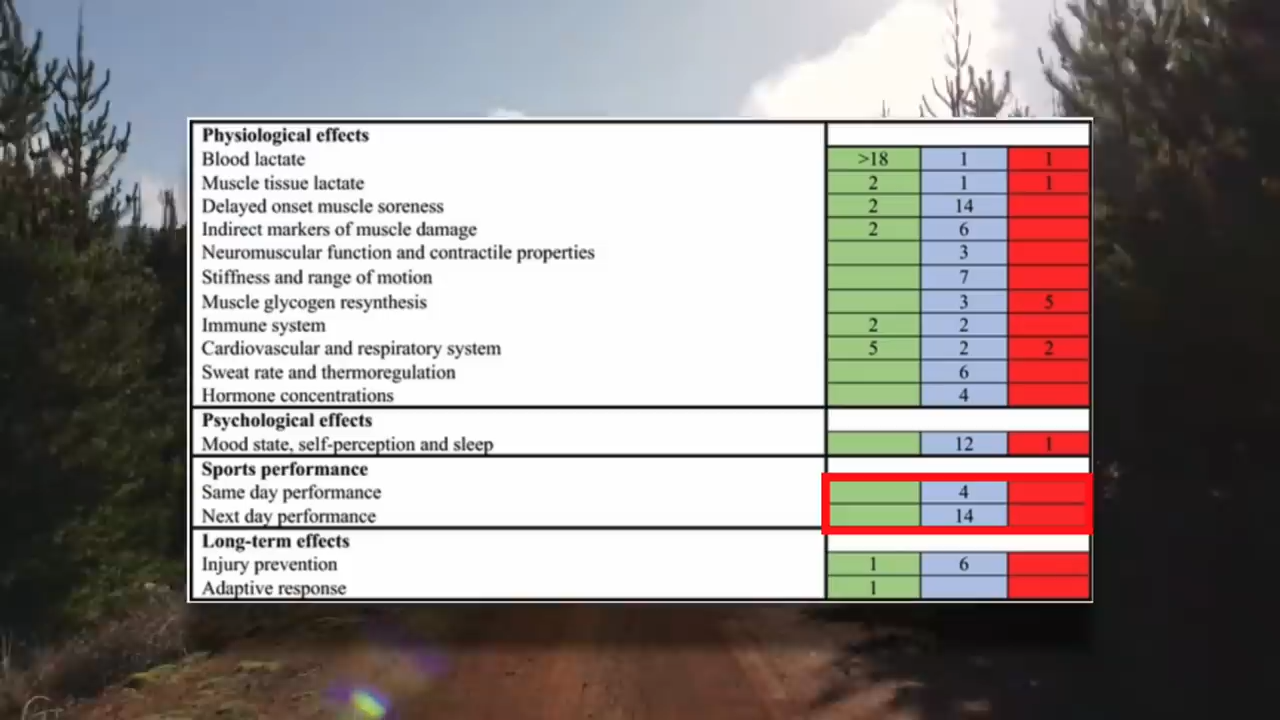 Physiological effects
Blood lactate >18 1 1
Muscle tissue lactate 2 1 1
Delayed onset muscle soreness 2 14
Indirect markers of muscle damage 2 6
Neuromuscular function and contractile properties 3
Stiffness and range of motion 7
Muscle glycogen resynthesis 3 5
Immune system 2 2
Cardiovascular and respiratory system 5 2 2
Sweat rate and thermoregulation 6
Hormone concentrations 4
Psychological effects
Mood state, self-perception and sleep 12 1
Sports performance
Same day performance 4
Next day performance 14
Long-term effects
Injury prevention 1 6
Adaptive response 1